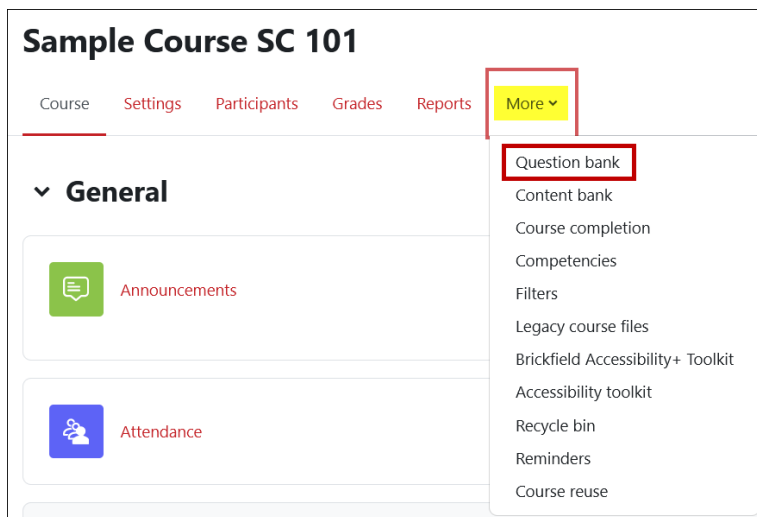 Sample Course SC 101
Course Settings Participants Grades Reports More
General
Announcements
Attendance
Question bank
Content bank
Course completion
Competencies
Filters
Legacy course files
Brickfield Accessibility+ Toolkit
Accessibility toolkit
Recycle bin
Reminders
Course reuse